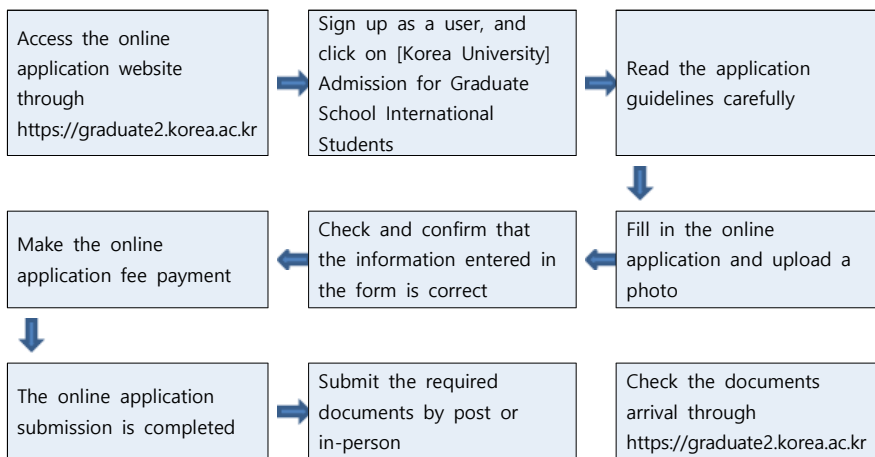 Access the online
application website
through
https://graduate2.korea.ac.kr
Sign up as a user, and
click on [Korea University]
Admission for Graduate
School International
Students
Read the application
guidelines carefully
Fill in the online
application and upload a
photo
Check and confirm that
the information entered in
the form is correct
Make the online
application fee payment
The online application
submission is completed
Submit the required
documents by post or
in-person
Check the documents
arrival through
https://graduate2.korea.ac.kr